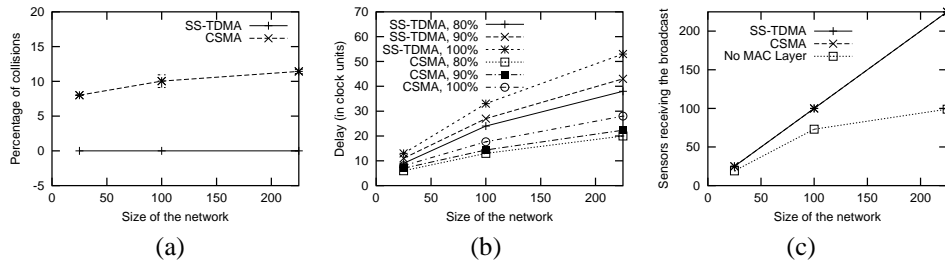 Percentage of collisions
20
15
10
5
0
-5
SS-TDMA
CSMA
0 50 100 150 200
Size of the network
(a)
Delay (in clock units)
70
60
50
40
30
20
10
0
SS-TDMA, 80%
SS-TDMA, 90%
SS-TDMA, 100%
CSMA, 80%
CSMA, 90%
CSMA, 100%
0 50 100 150 200
Size of the network
(b)
Sensors receiving the broadcast
225
200
150
100
50
0
SS-TDMA
CSMA
No MAC Layer
0 50 100 150 200
Size of the network
(c)